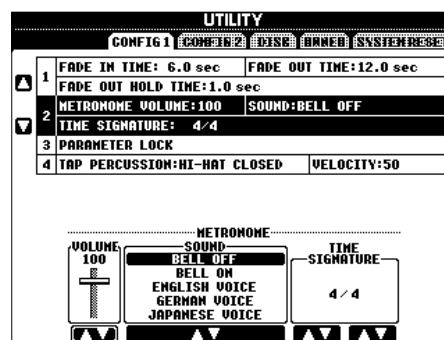 UTILITY
CONFIG 1 CONFIG 2 DISK OWNER SYSTEM RESE
1 FADE IN TIME: 6.0 sec FADE OUT TIME:12.0 sec
FADE OUT HOLD TIME:1.0 sec
2 METRONOME VOLUME:100 SOUND:BELL OFF
TIME SIGNATURE: 4/4
3 PARAMETER LOCK
4 TAP PERCUSSION:HI-HAT CLOSED VELOCITY:50
METRONOME
VOLUME SOUND TIME SIGNATURE
100 BELL OFF
BELL ON
ENGLISH VOICE 4/4
GERMAN VOICE
JAPANESE VOICE